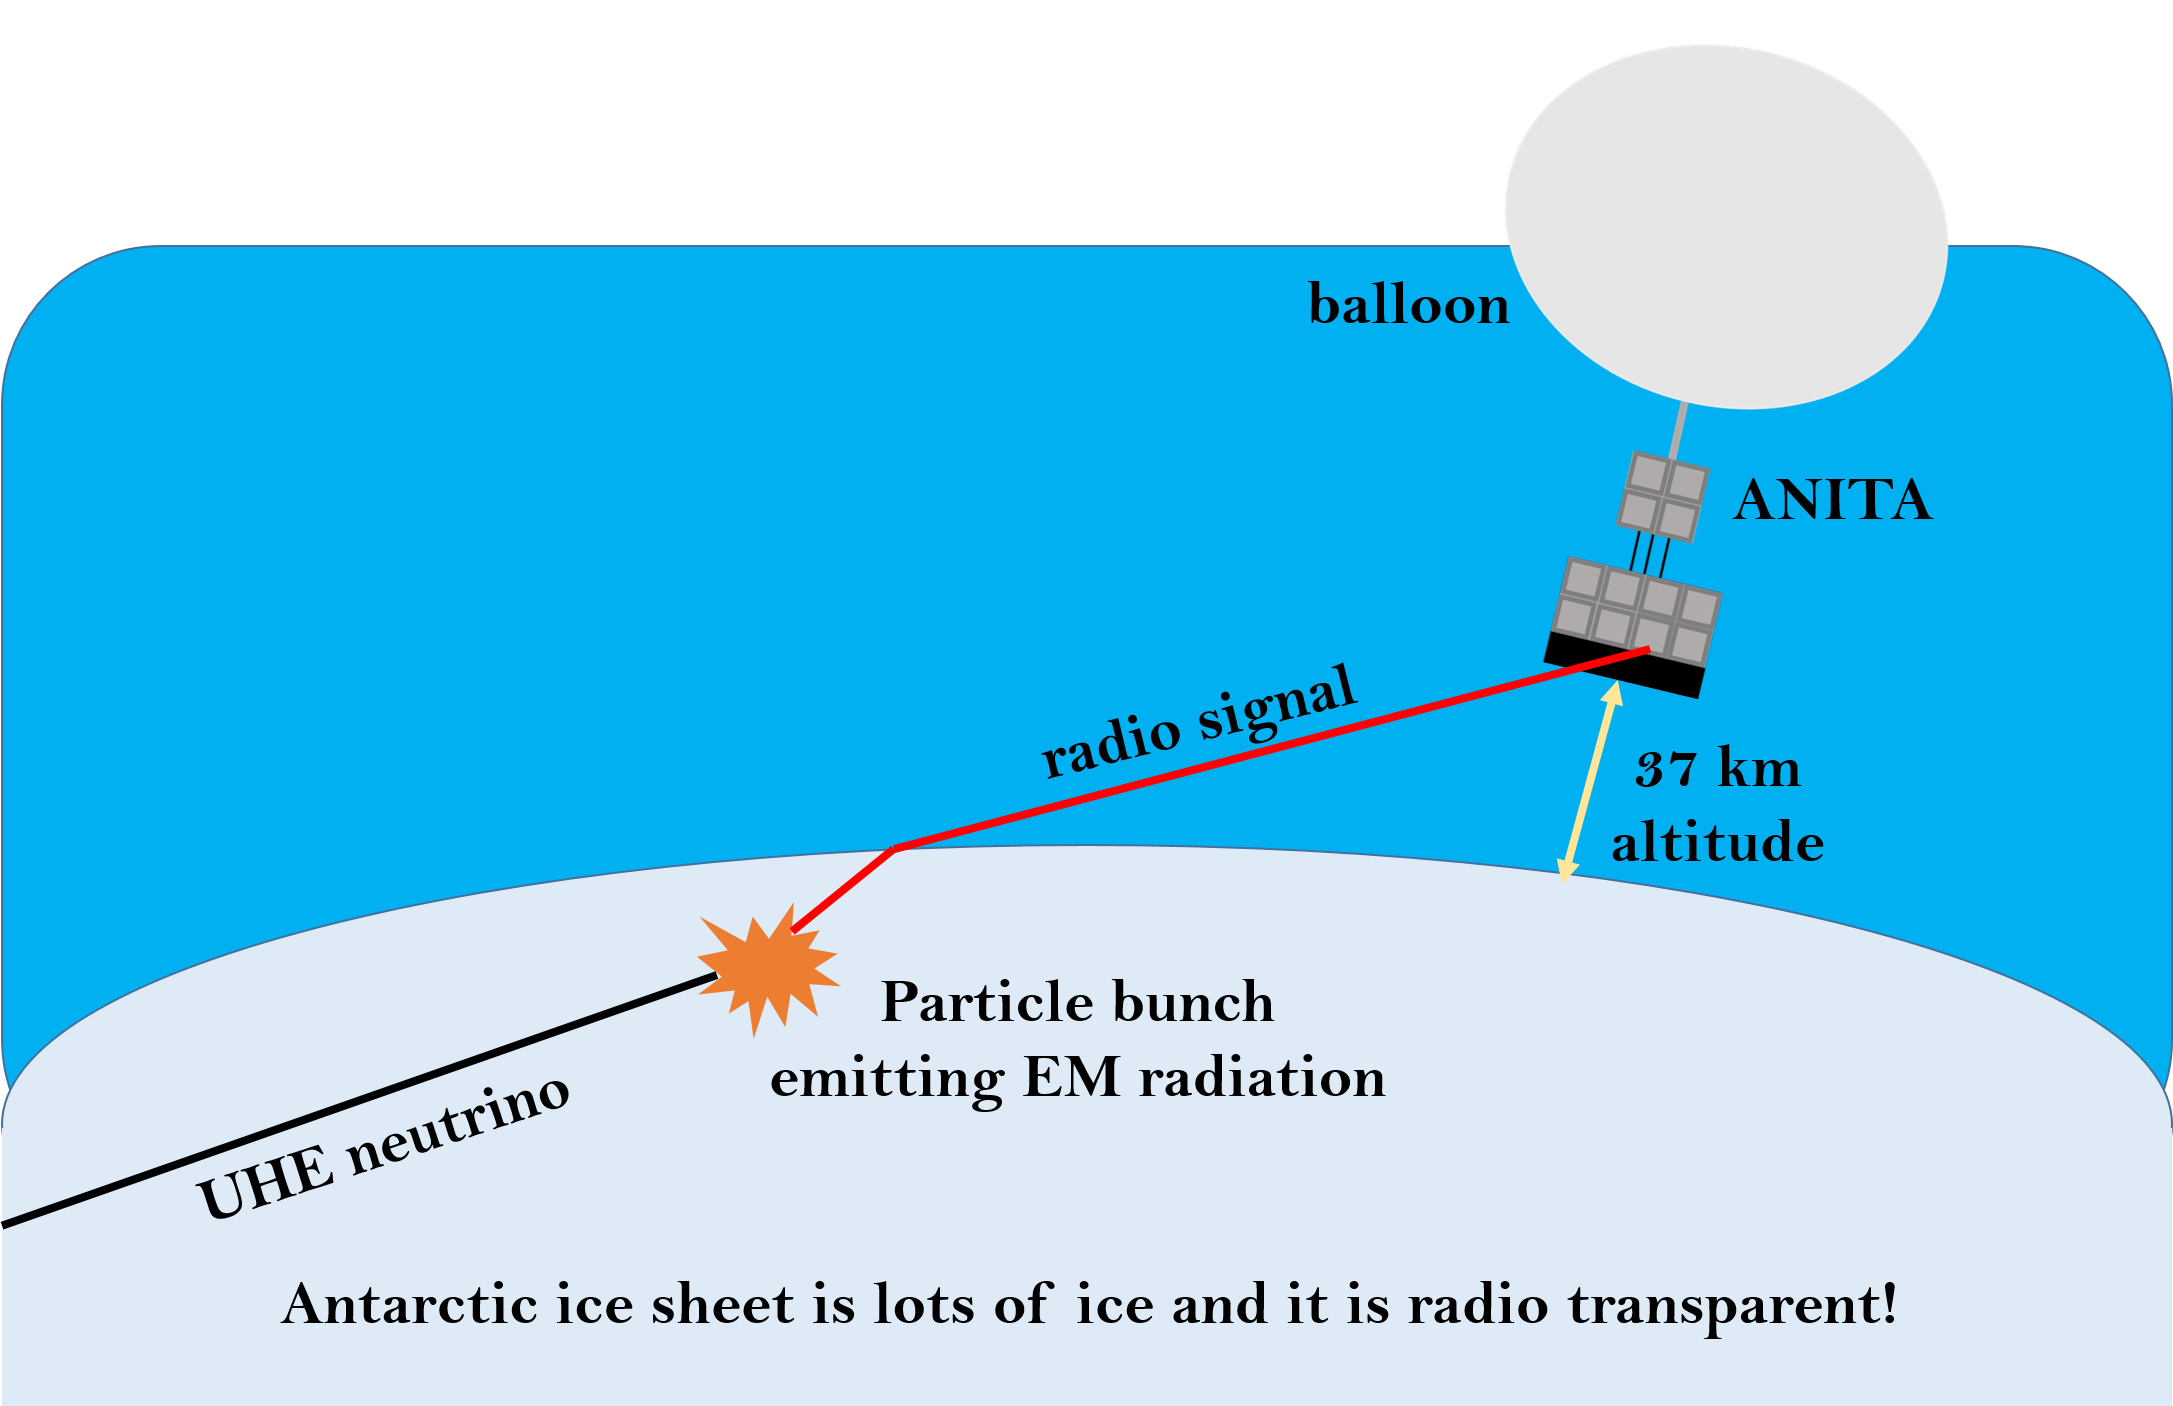 balloon
ANITA
radio signal
37 km
altitude
Particle bunch
emitting EM radiation
UHE neutrino
Antarctic ice sheet is lots of ice and it is radio transparent!